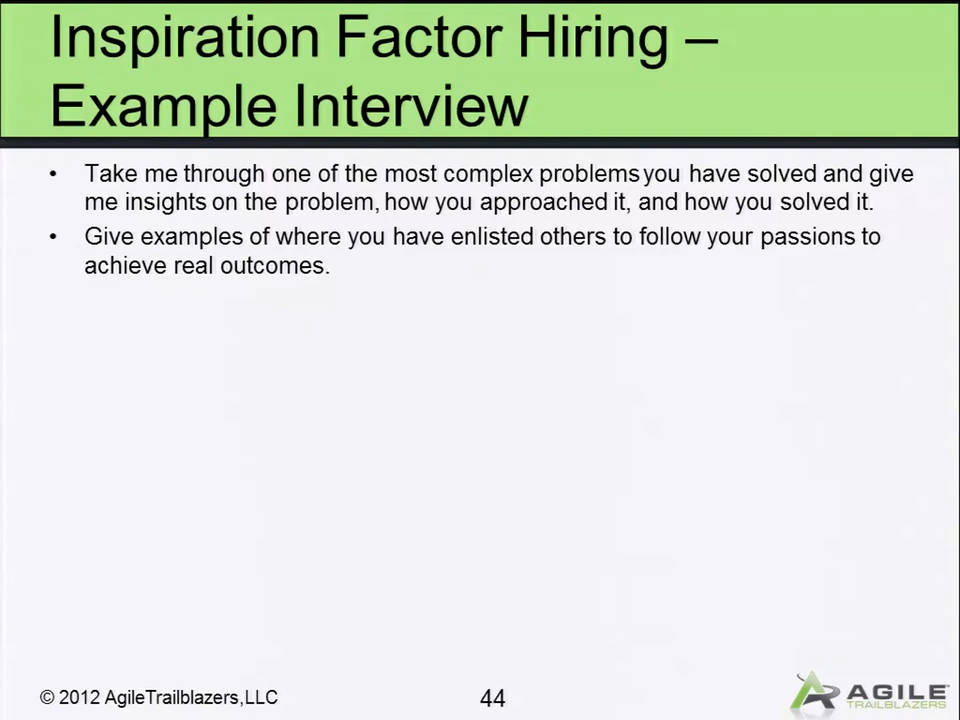 Inspiration Factor Hiring –
Example Interview
• Take me through one of the most complex problems you have solved and give
me insights on the problem, how you approached it, and how you solved it.
• Give examples of where you have enlisted others to follow your passions to
achieve real outcomes.
© 2012 AgileTrailblazers,LLC
44
AGILE
TRAILBLAZERS